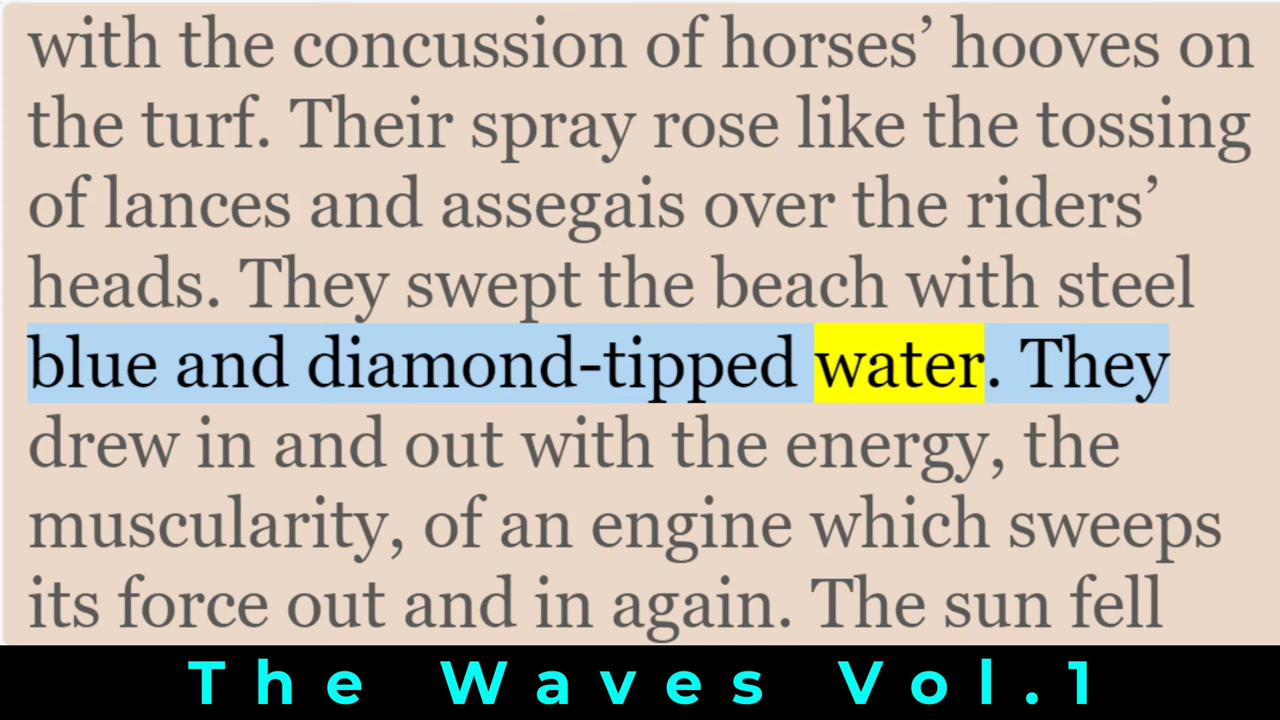 with the concussion of horses’ hooves on
the turf. Their spray rose like the tossing
of lances and assegais over the riders’
heads. They swept the beach with steel
blue and diamond-tipped water. They
drew in and out with the energy, the
muscularity, of an engine which sweeps
its force out and in again. The sun fell
The Waves Vol.1